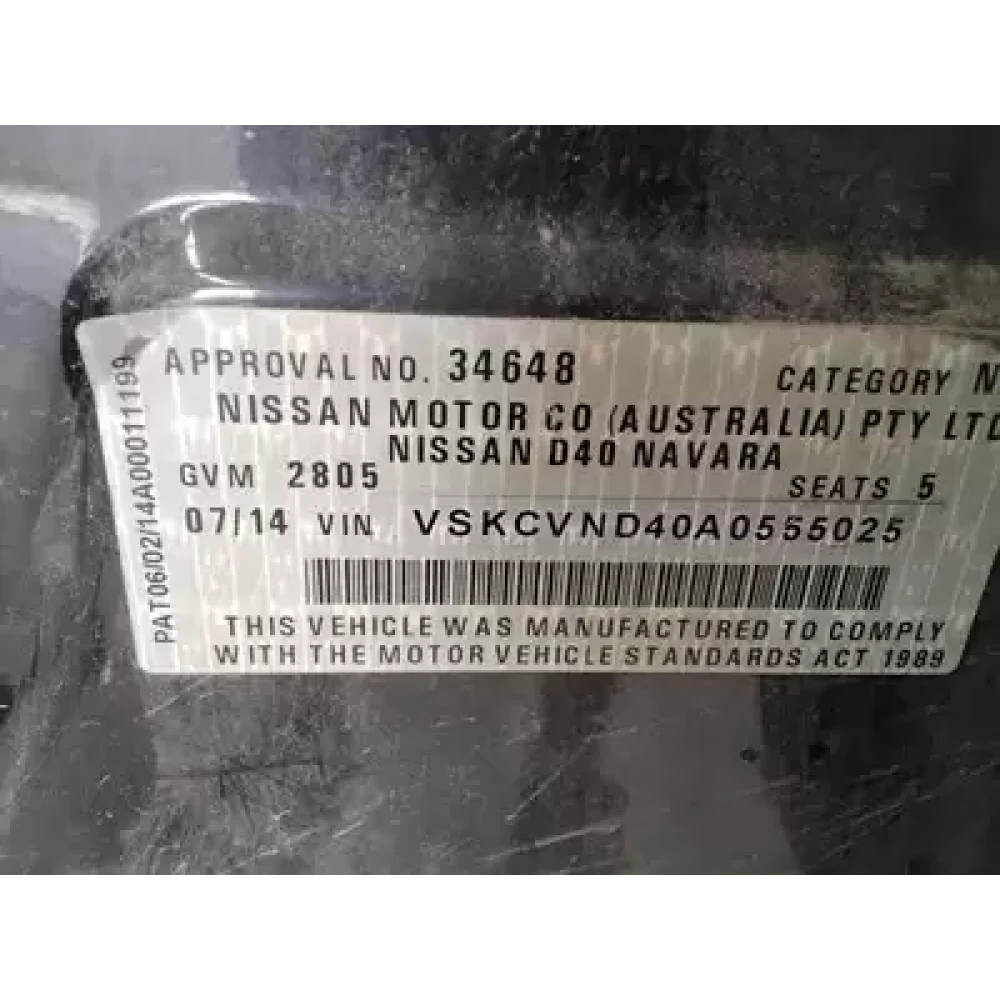 APPROVAL NO. 34648 CATEGORY N
NISSAN MOTOR CO (AUSTRALIA) PTY LTD
NISSAN D40 NAVARA
GVM 2805 SEATS 5
07/14 VIN VSKCVND40A0555025
THIS VEHICLE WAS MANUFACTURED TO COMPLY
WITH THE MOTOR VEHICLE STANDARDS ACT 1989
PAT06/02/14A00011199